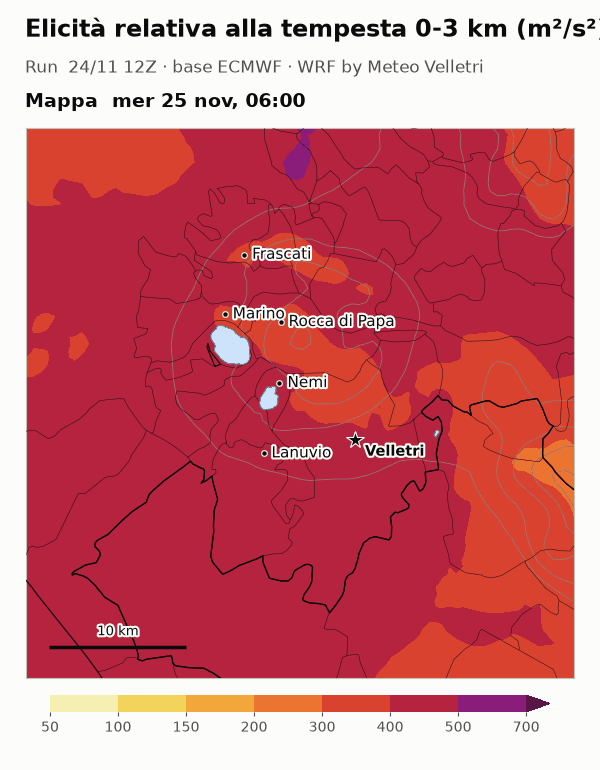 Elicità relativa alla tempesta 0-3 km (m²/s²)
Run  24/11 12Z · base ECMWF · WRF by Meteo Velletri
Mappa  mer 25 nov, 06:00
Frascati
Marino
Rocca di Papa
Nemi
Velletri
Lanuvio
10 km
50 100 150 200 300 400 500 700